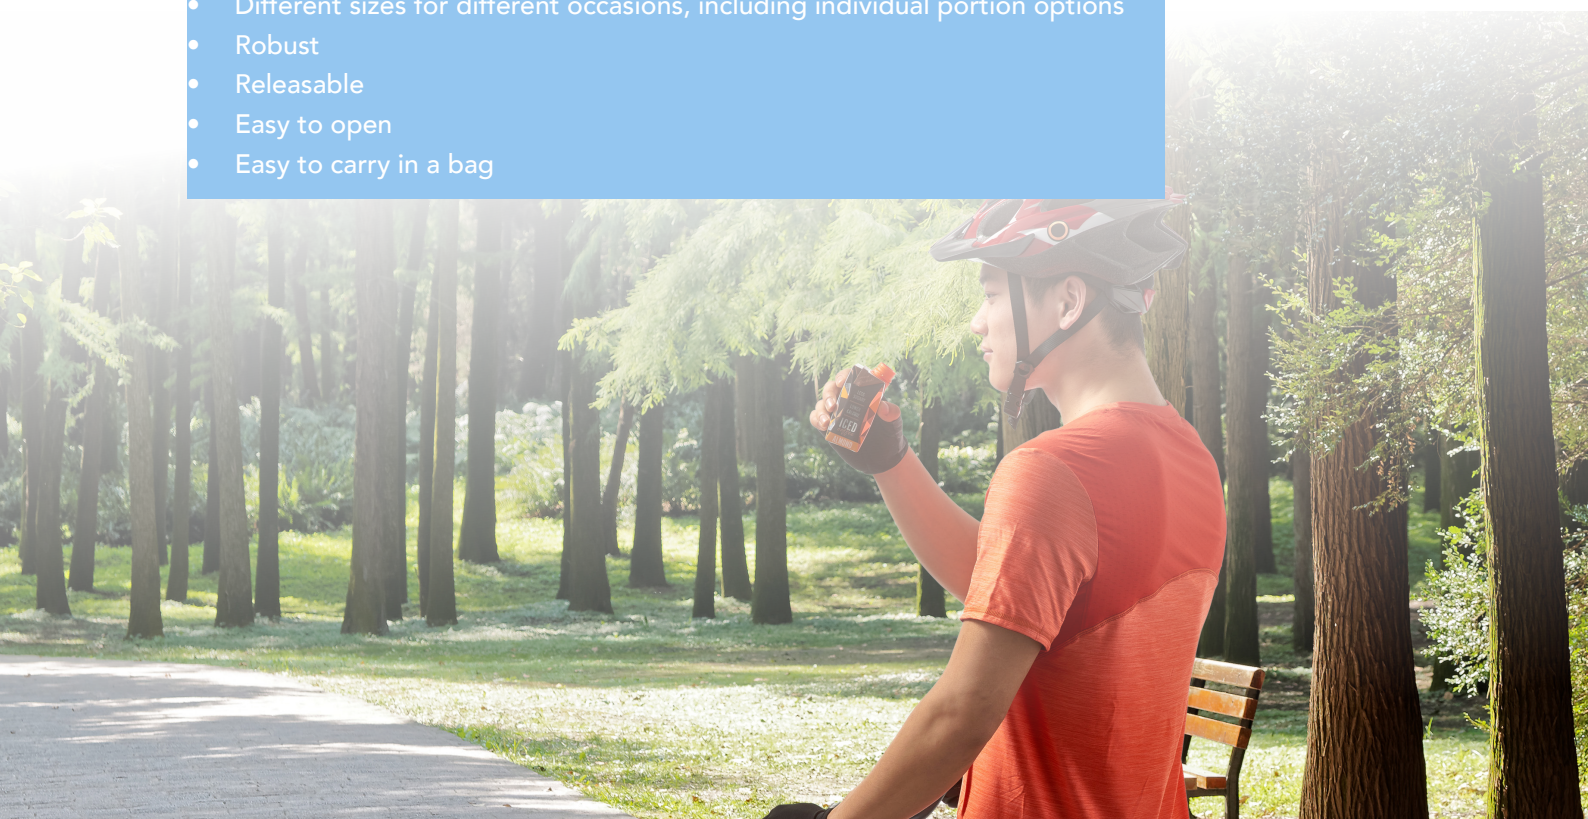 • Different sizes for different occasions, including individual portion options
• Robust
• Releasable
• Easy to open
• Easy to carry in a bag
ICED